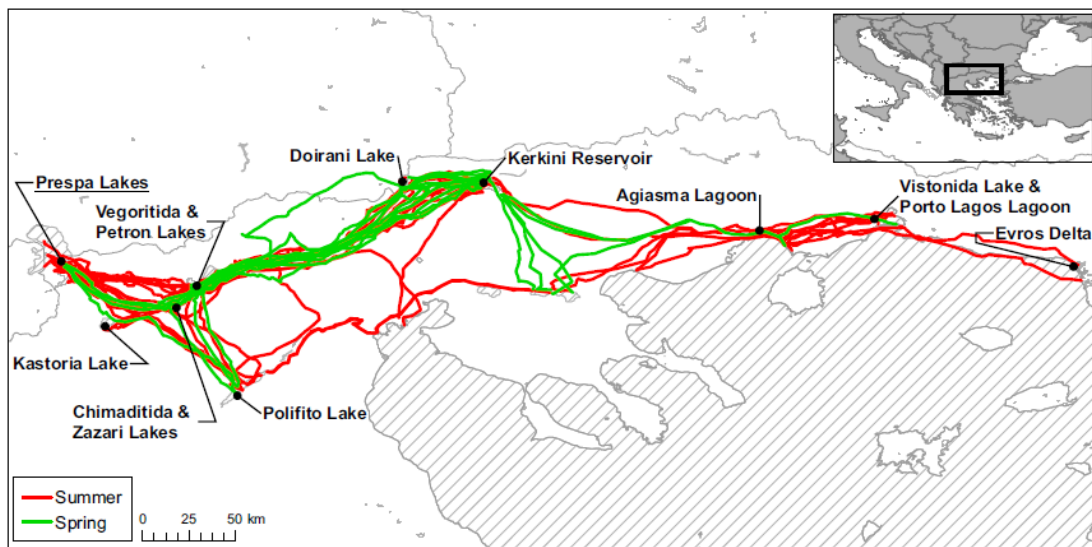 Doirani Lake
Kerkini Reservoir
Prespa Lakes
Vegoritida &
Petron Lakes
Agiasma Lagoon
Vistonida Lake &
Porto Lagos Lagoon
Evros Delta
Kastoria Lake
Chimaditida &
Zazari Lakes
Polifito Lake
Summer
Spring
0 25 50 km